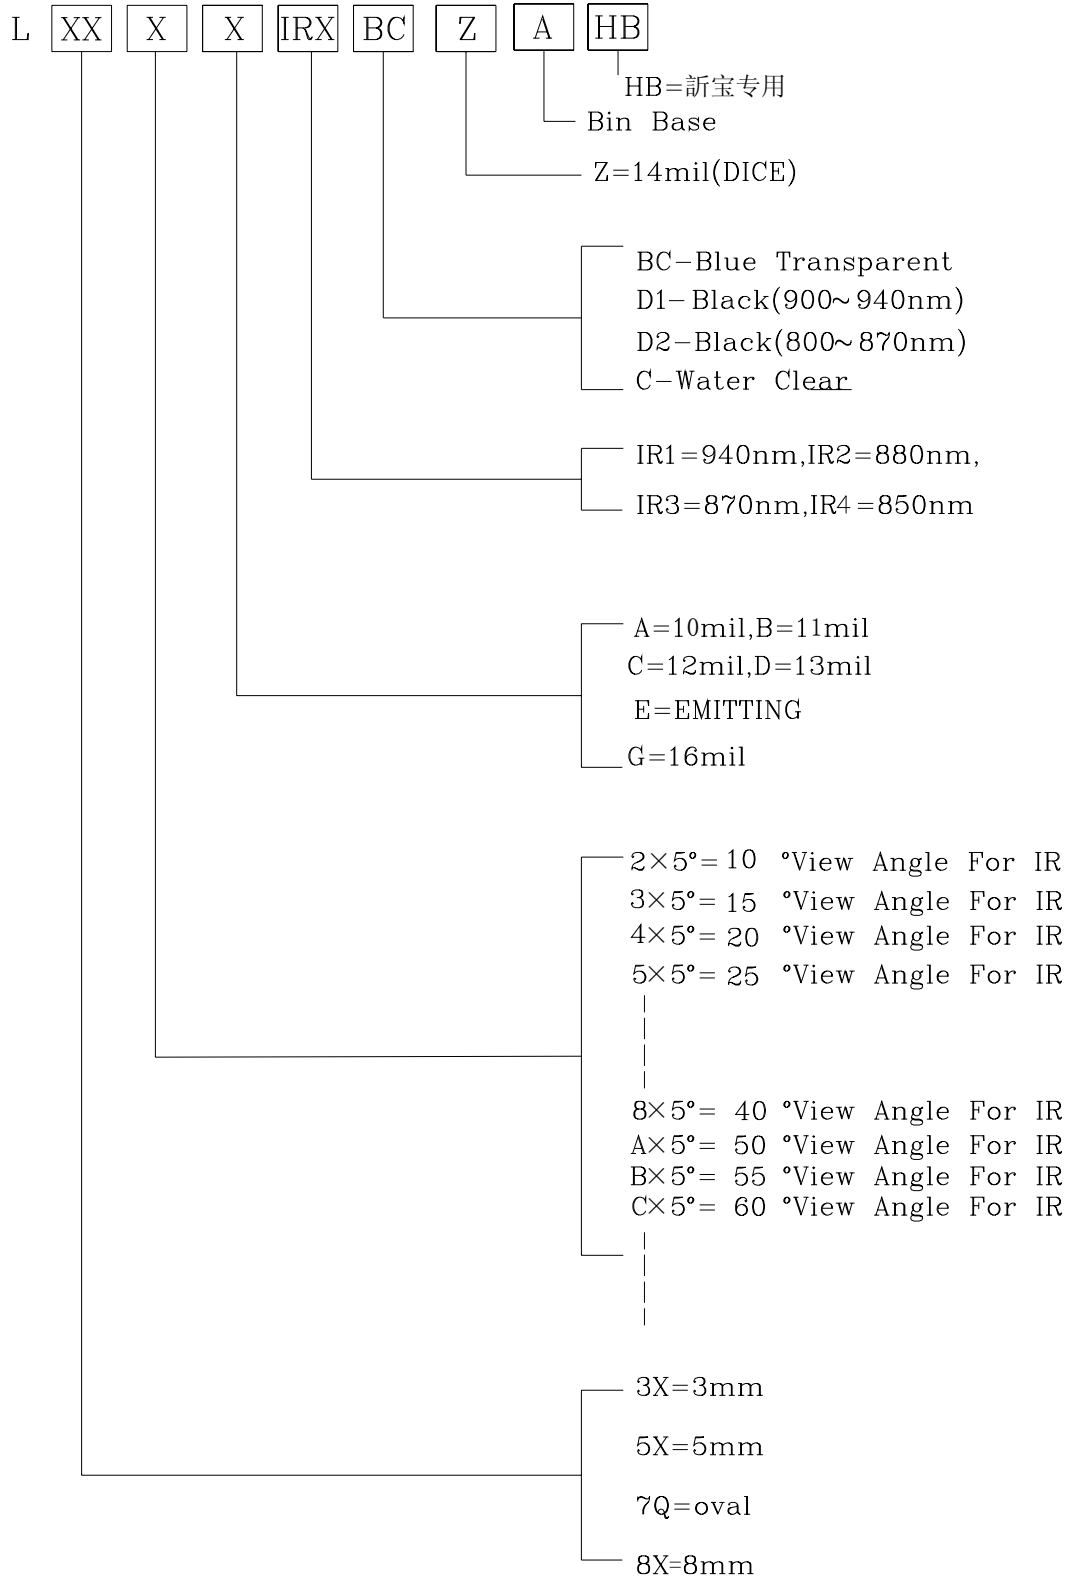 L XX X X IRX BC Z A HB
HB=訢宝专用
Bin Base
Z=14mil(DICE)
BC-Blue Transparent
D1-Black(900~940nm)
D2-Black(800~870nm)
C-Water Clear
IR1=940nm,IR2=880nm,
IR3=870nm,IR4=850nm
A=10mil,B=11mil
C=12mil,D=13mil
E=EMITTING
G=16mil
2×5°= 10 °View Angle For IR
3×5°= 15 °View Angle For IR
4×5°= 20 °View Angle For IR
5×5°= 25 °View Angle For IR
8×5°= 40 °View Angle For IR
A×5°= 50 °View Angle For IR
B×5°= 55 °View Angle For IR
C×5°= 60 °View Angle For IR
3X=3mm
5X=5mm
7Q=oval
8X=8mm